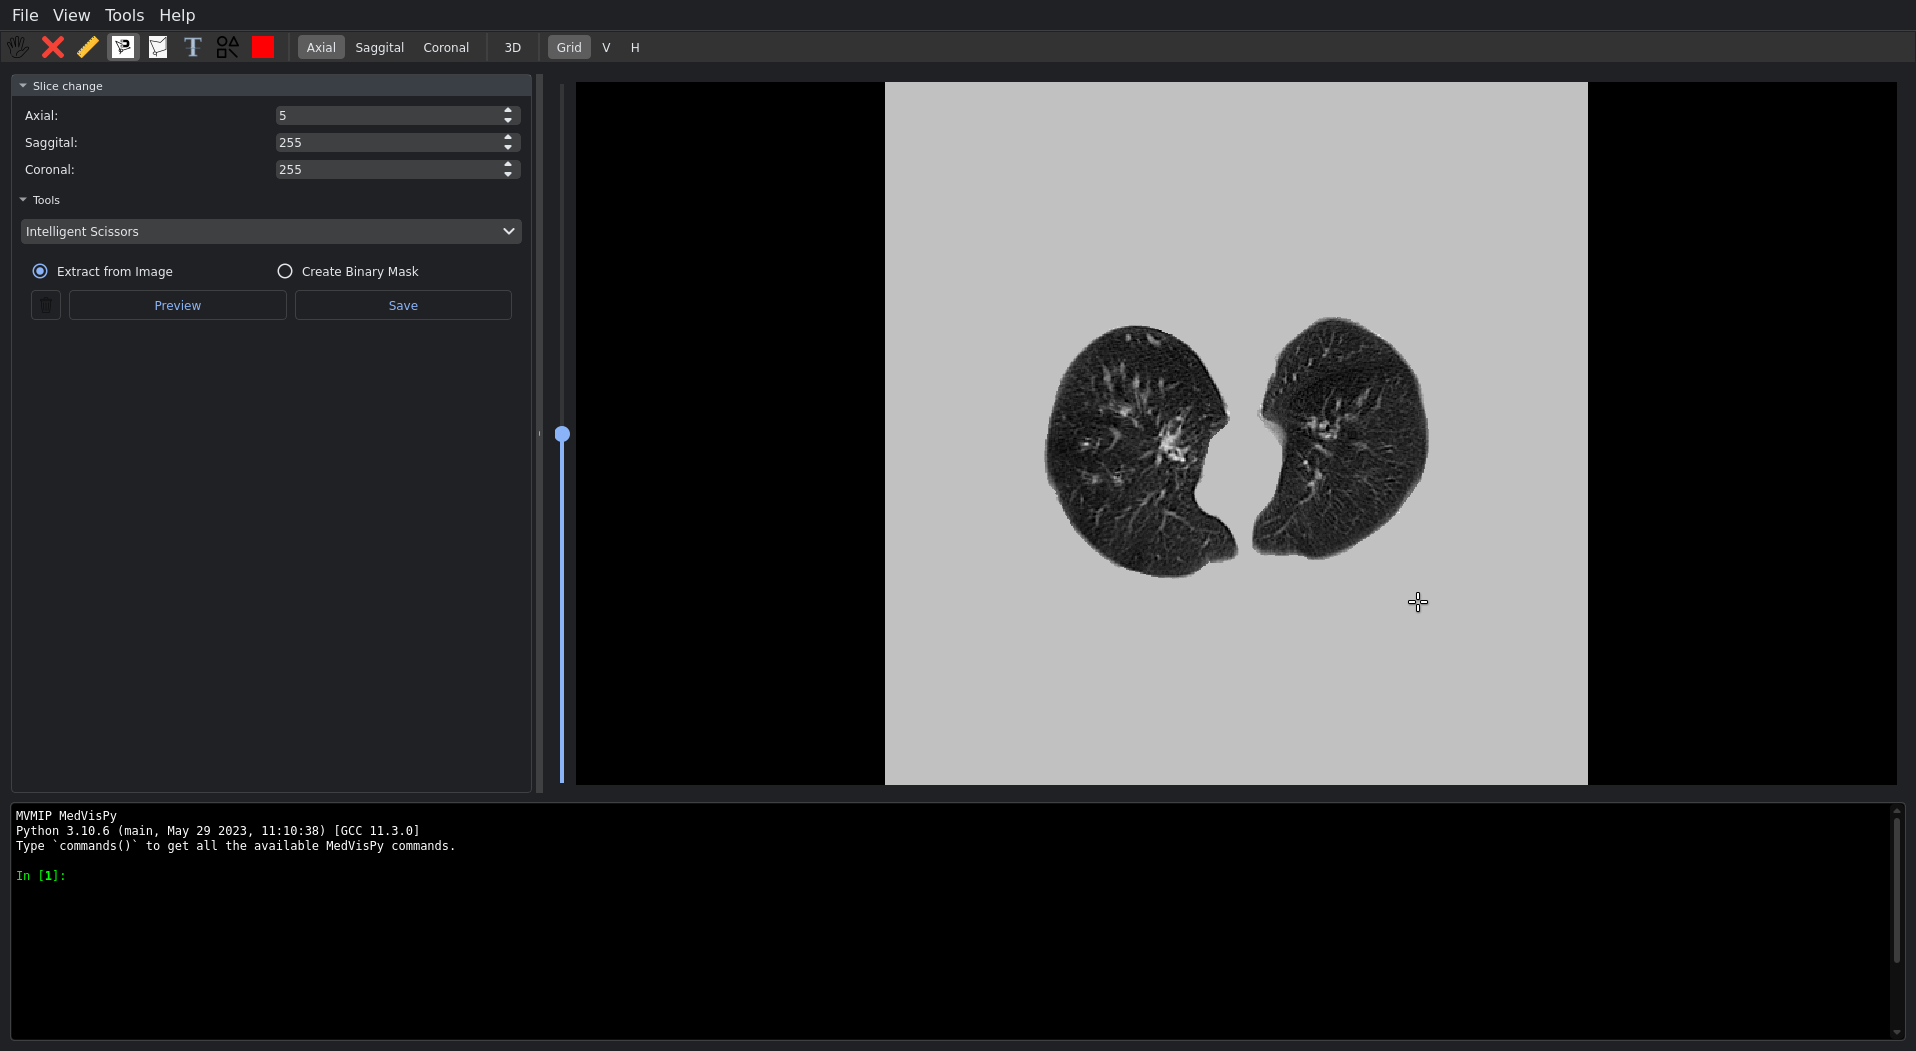 File View Tools Help
T Axial Saggital Coronal 3D Grid V H
Slice change
Axial: 5
Saggital: 255
Coronal: 255
Tools
Intelligent Scissors
Extract from Image Create Binary Mask
Preview Save
MVMIP MedVisPy
Python 3.10.6 (main, May 29 2023, 11:10:38) [GCC 11.3.0]
Type `commands()` to get all the available MedVisPy commands.
In [1]: